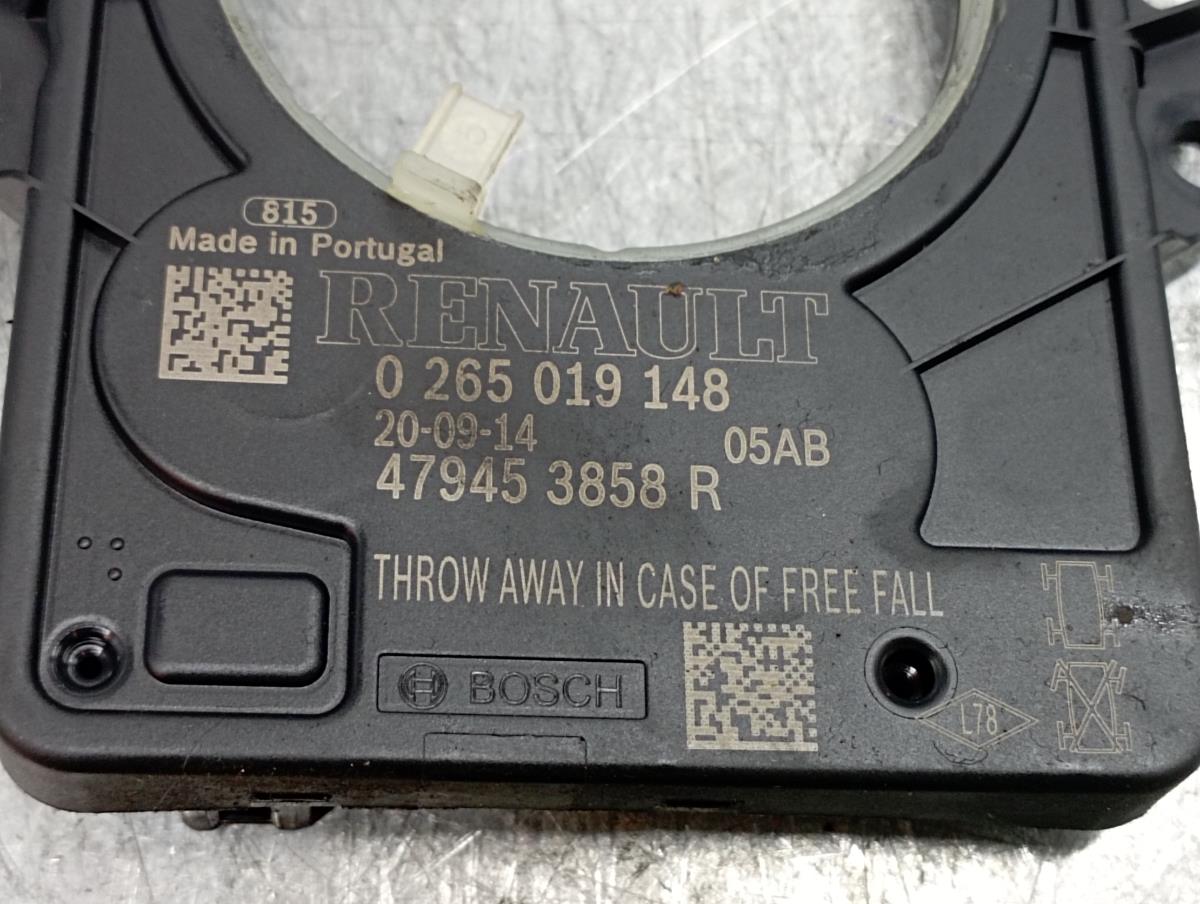 815
Made in Portugal
RENAULT
0 265 019 148
20-09-14 05AB
47945 3858 R
THROW AWAY IN CASE OF FREE FALL
BOSCH
L78